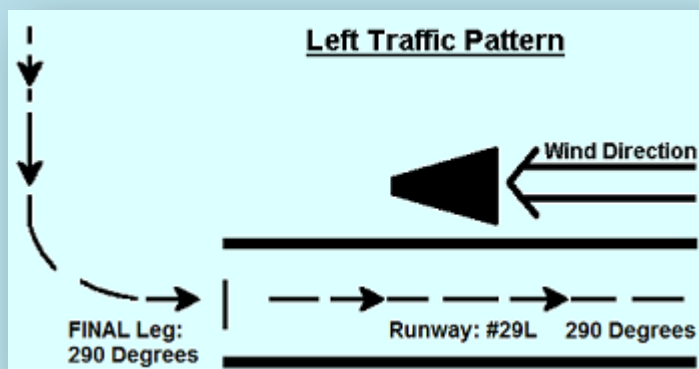 Left Traffic Pattern
Wind Direction
FINAL Leg:
290 Degrees
Runway: #29L
290 Degrees